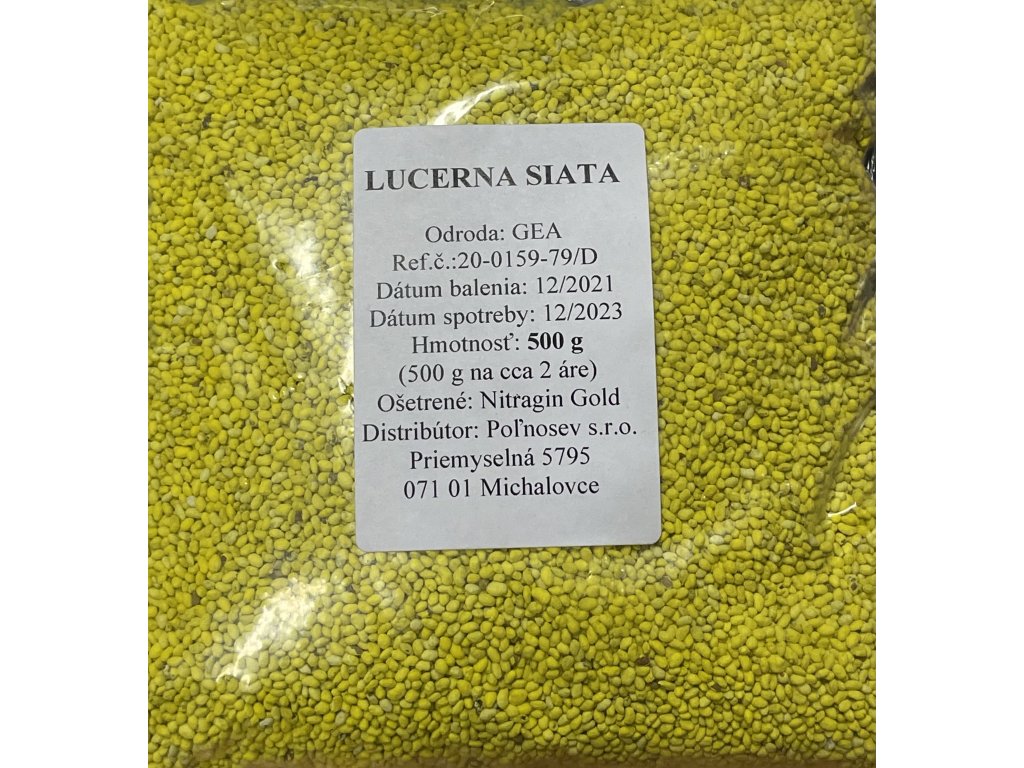 LUCERNA SIATA
Odroda: GEA
Ref.č.:20-0159-79/D
Dátum balenia: 12/2021
Dátum spotreby: 12/2023
Hmotnosť: 500 g
(500 g na cca 2 áre)
Ošetrené: Nitragin Gold
Distribútor: Poľnosev s.r.o.
Priemyselná 5795
071 01 Michalovce